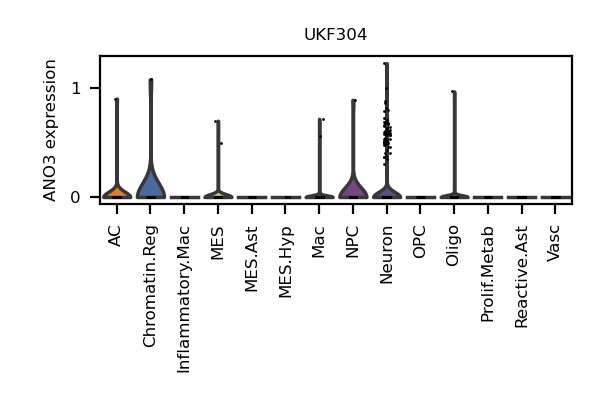 UKF304
ANO3 expression
1
0
AC
Chromatin.Reg
Inflammatory.Mac
MES
MES.Ast
MES.Hyp
Mac
NPC
Neuron
OPC
Oligo
Prolif.Metab
Reactive.Ast
Vasc